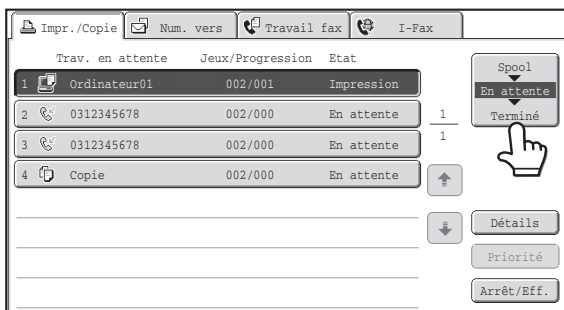 Impr./Copie Num. vers Travail fax I-Fax
Trav. en attente Jeux/Progression Etat
1 Ordinateur01 002/001 Impression
2 0312345678 002/000 En attente
3 0312345678 002/000 En attente
4 Copie 002/000 En attente
1
1
Spool
En attente
Terminé
Détails
Priorité
Arrêt/Eff.